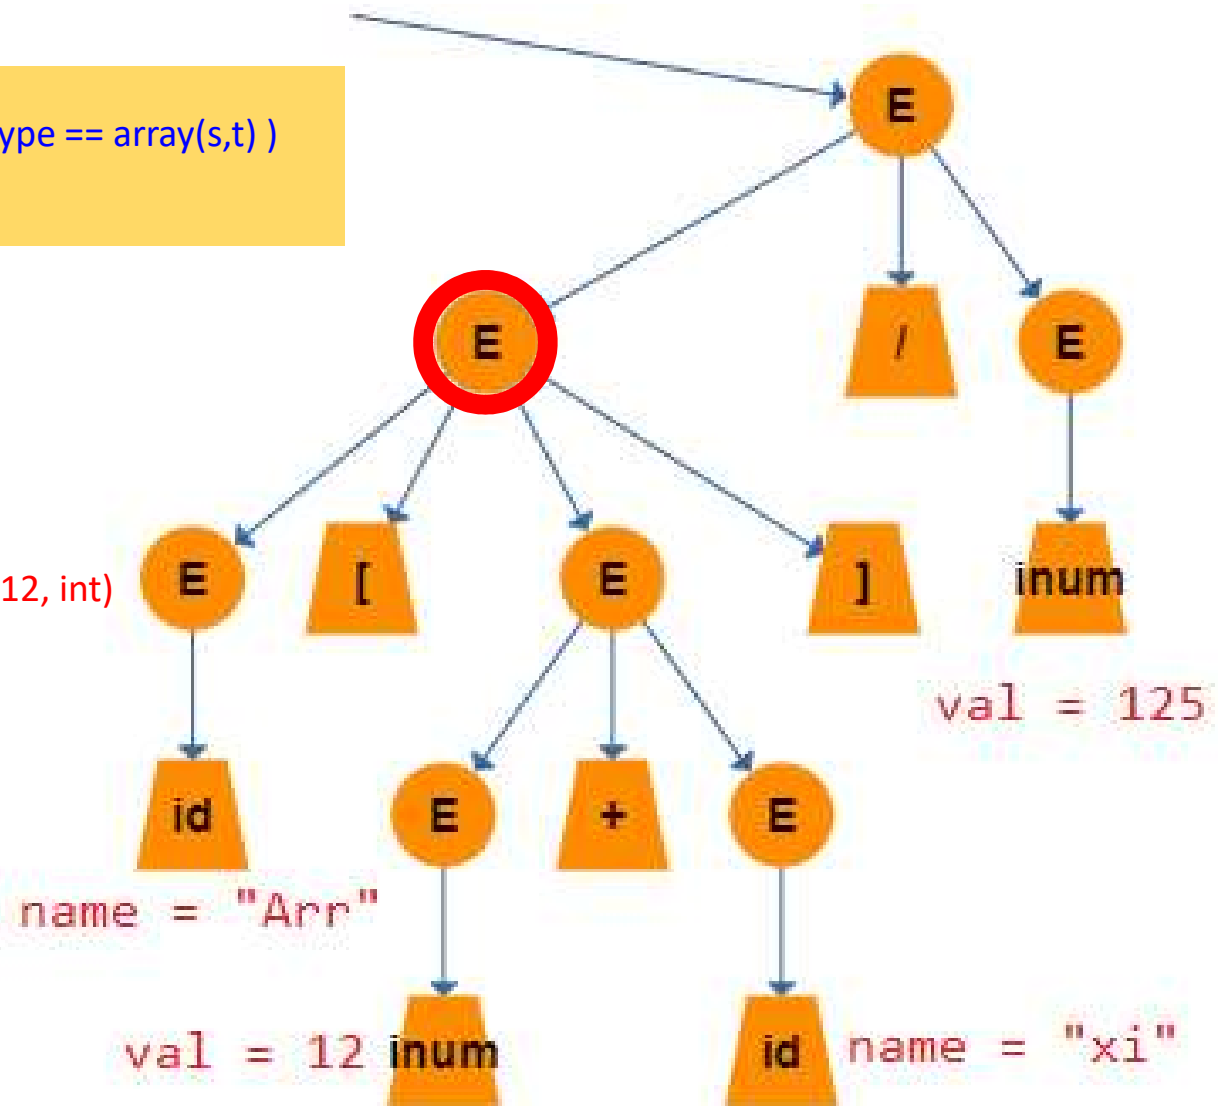 E
ype == array(s,t) )
E / E
12, int) E [ E ] inum
val = 125
id E + E
name = "Arr"
val = 12 inum id name = "xi"